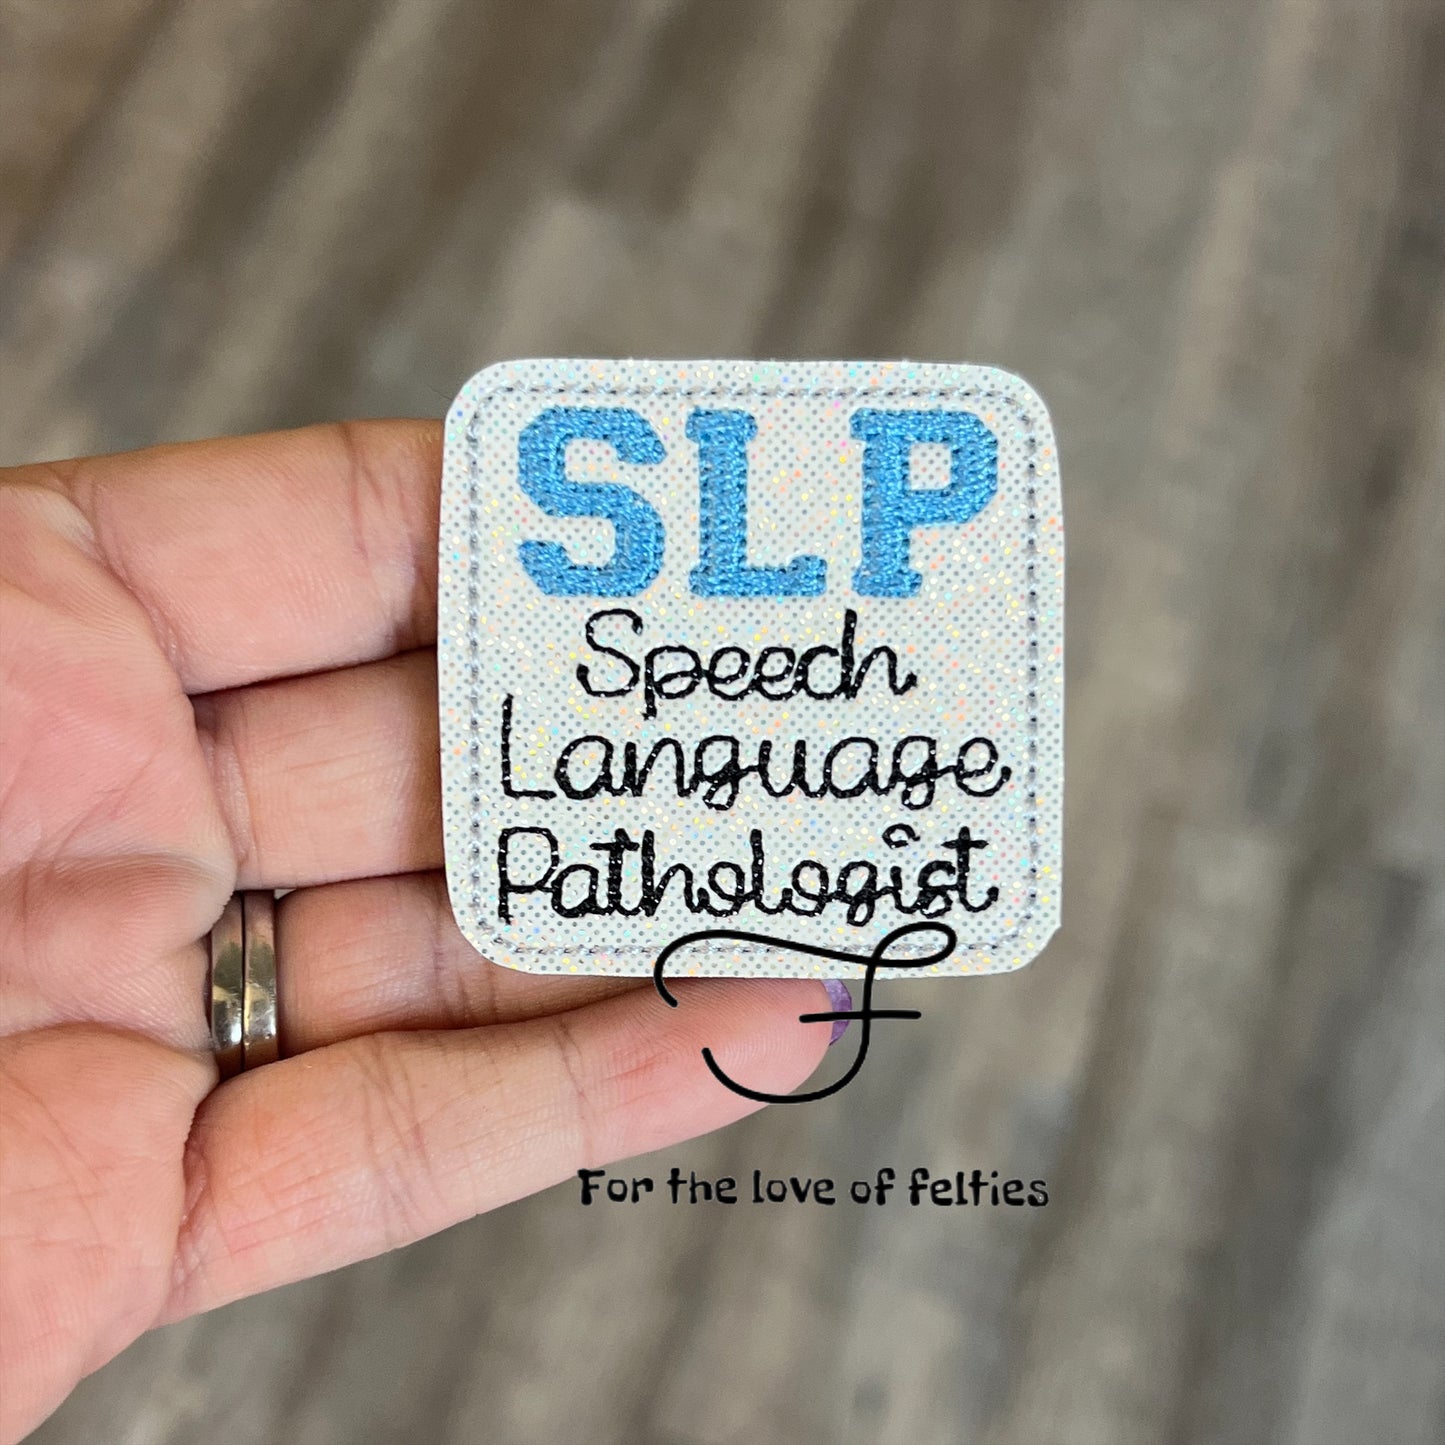 SLP
Speech
Language
Pathologist
F
For the love of felties